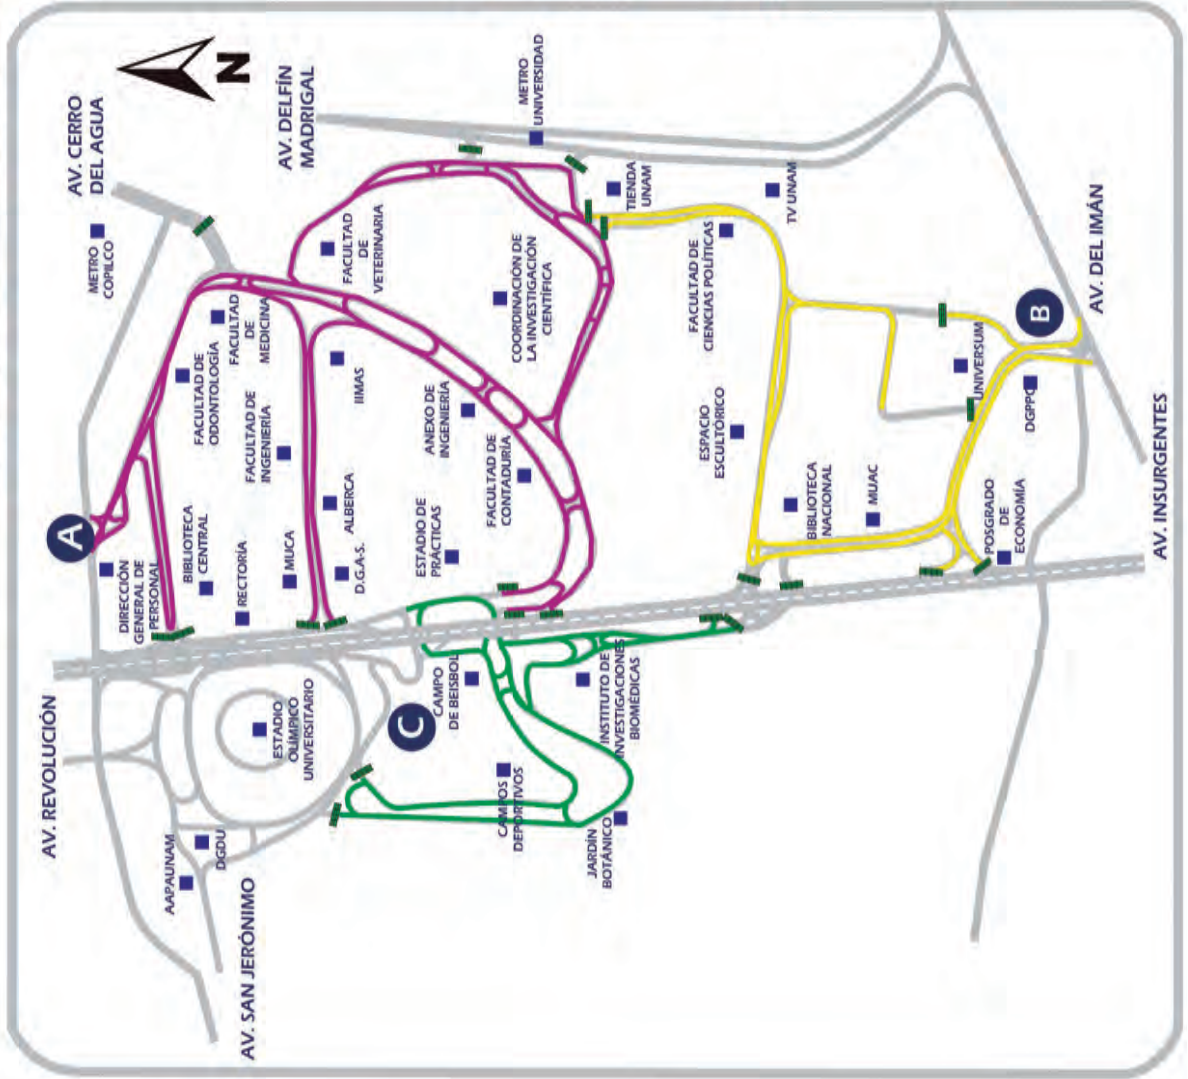 AV. REVOLUCIÓN
A
AV. CERRO
DEL AGUA
METRO
COPILCO
DIRECCIÓN
GENERAL DE
PERSONAL
AAPAUNAM
DGDU
BIBLIOTECA
CENTRAL
FACULTAD DE
ODONTOLOGÍA
AV. SAN JERÓNIMO
RECTORÍA
FACULTAD
DE
MEDICINA
N
ESTADIO
OLÍMPICO
UNIVERSITARIO
MUCA
FACULTAD DE
INGENIERÍA
AV. DELFÍN
MADRIGAL
D.G.A-S.
ALBERCA
IIMAS
FACULTAD
DE
VETERINARIA
C
CAMPO
DE BEISBOL
ESTADIO DE
PRÁCTICAS
ANEXO DE
INGENIERÍA
CAMPOS
DEPORTIVOS
FACULTAD DE
CONTADURÍA
COORDINACIÓN DE
LA INVESTIGACIÓN
CIENTÍFICA
METRO
UNIVERSIDAD
JARDÍN
BOTÁNICO
INSTITUTO DE
INVESTIGACIONES
BIOMÉDICAS
TIENDA
UNAM
ESPACIO
ESCULTÓRICO
FACULTAD DE
CIENCIAS POLÍTICAS
TV UNAM
BIBLIOTECA
NACIONAL
MUAC
UNIVERSUM
POSGRADO
DE
ECONOMÍA
DGPPC
B
AV. DEL IMÁN
AV. INSURGENTES